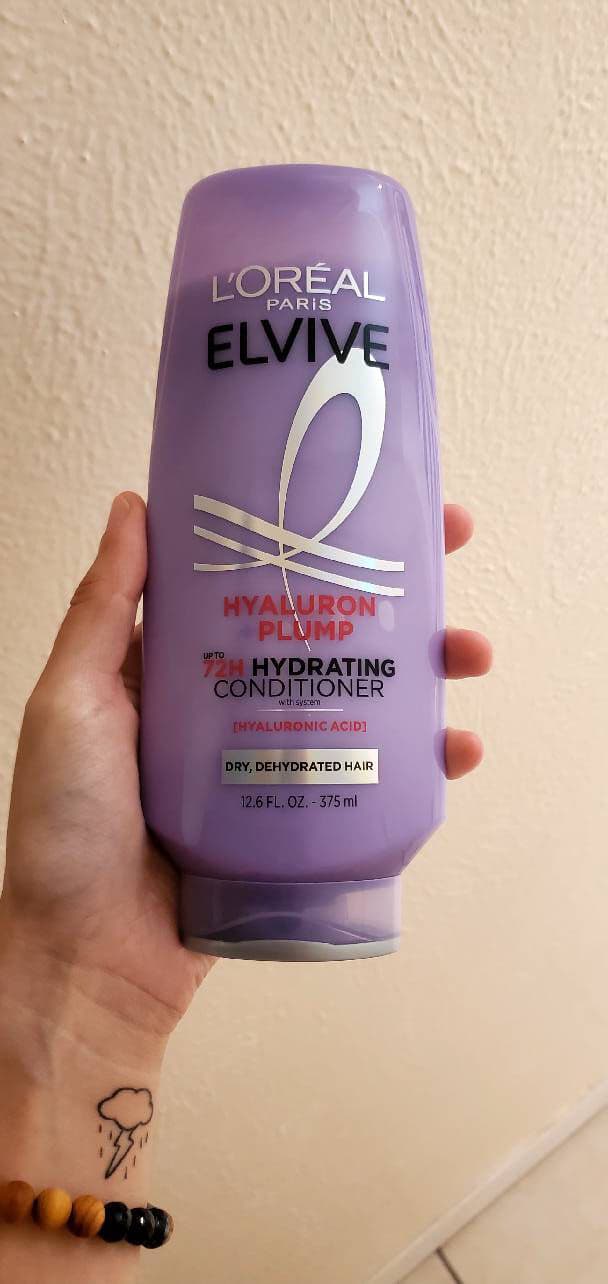 L'ORÉAL
PARIS
ELVIVE
HYALURON
PLUMP
UP TO
72H HYDRATING
CONDITIONER
with system
[HYALURONIC ACID]
DRY, DEHYDRATED HAIR
12.6 FL. OZ. - 375 ml